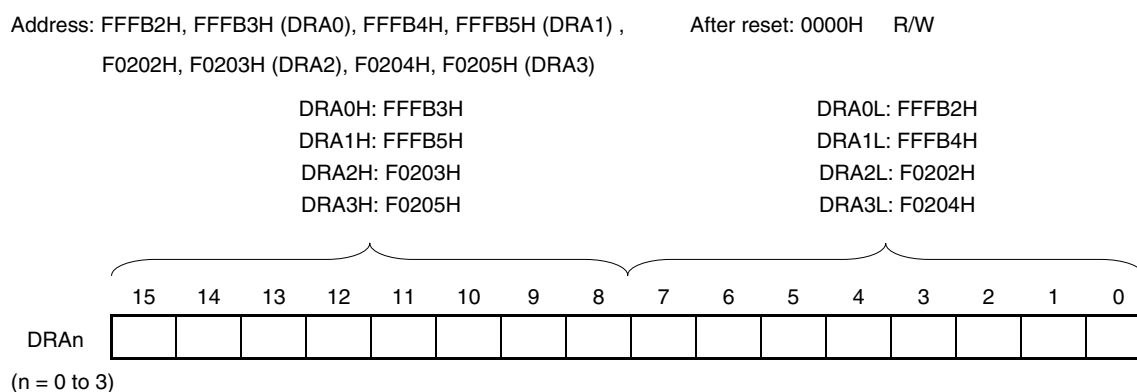 Address: FFFB2H, FFFB3H (DRA0), FFFB4H, FFFB5H (DRA1) , After reset: 0000H R/W
F0202H, F0203H (DRA2), F0204H, F0205H (DRA3)
DRA0H: FFFB3H DRA0L: FFFB2H
DRA1H: FFFB5H DRA1L: FFFB4H
DRA2H: F0203H DRA2L: F0202H
DRA3H: F0205H DRA3L: F0204H
15 14 13 12 11 10 9 8 7 6 5 4 3 2 1 0
DRAn
(n = 0 to 3)